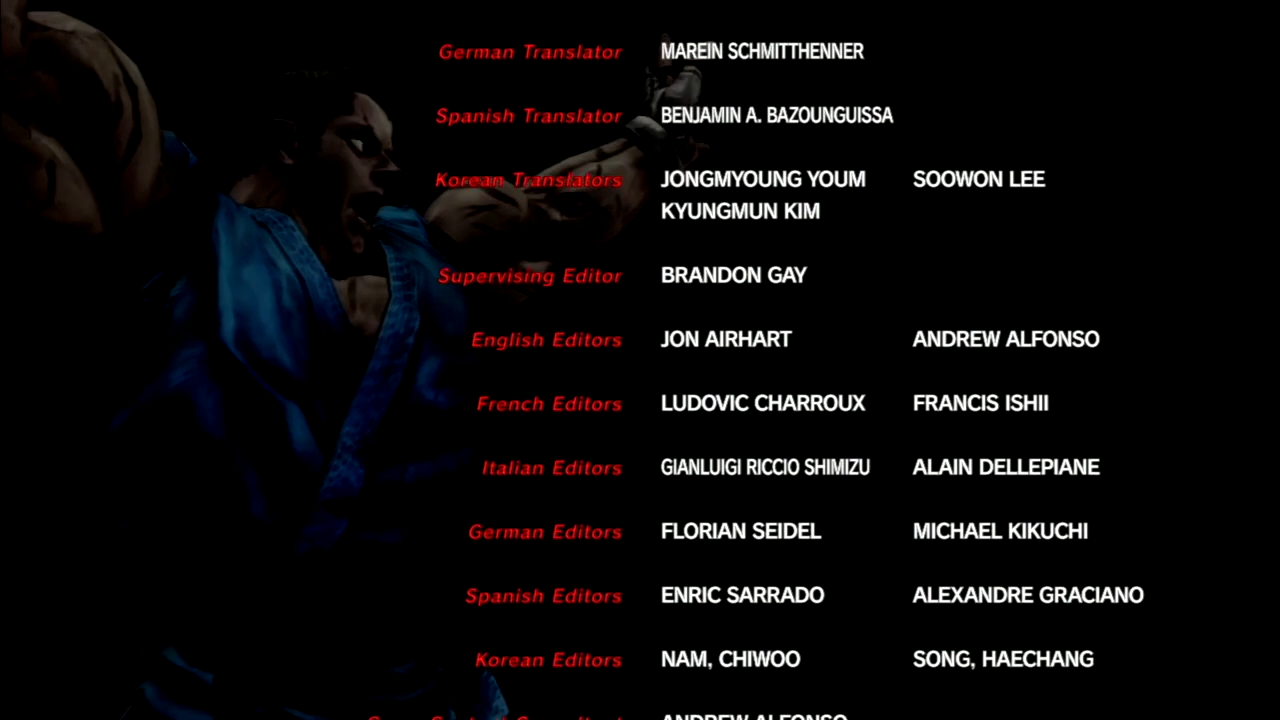 German Translator MAREIN SCHMITTHENNER
Spanish Translator BENJAMIN A. BAZOUNGUISSA
Korean Translators JONGMYOUNG YOUM SOOWON LEE
KYUNGMUN KIM
Supervising Editor BRANDON GAY
English Editors JON AIRHART ANDREW ALFONSO
French Editors LUDOVIC CHARROUX FRANCIS ISHII
Italian Editors GIANLUIGI RICCIO SHIMIZU ALAIN DELLEPIANE
German Editors FLORIAN SEIDEL MICHAEL KIKUCHI
Spanish Editors ENRIC SARRADO ALEXANDRE GRACIANO
Korean Editors NAM, CHIWOO SONG, HAECHANG
ANDREW ALFONSO